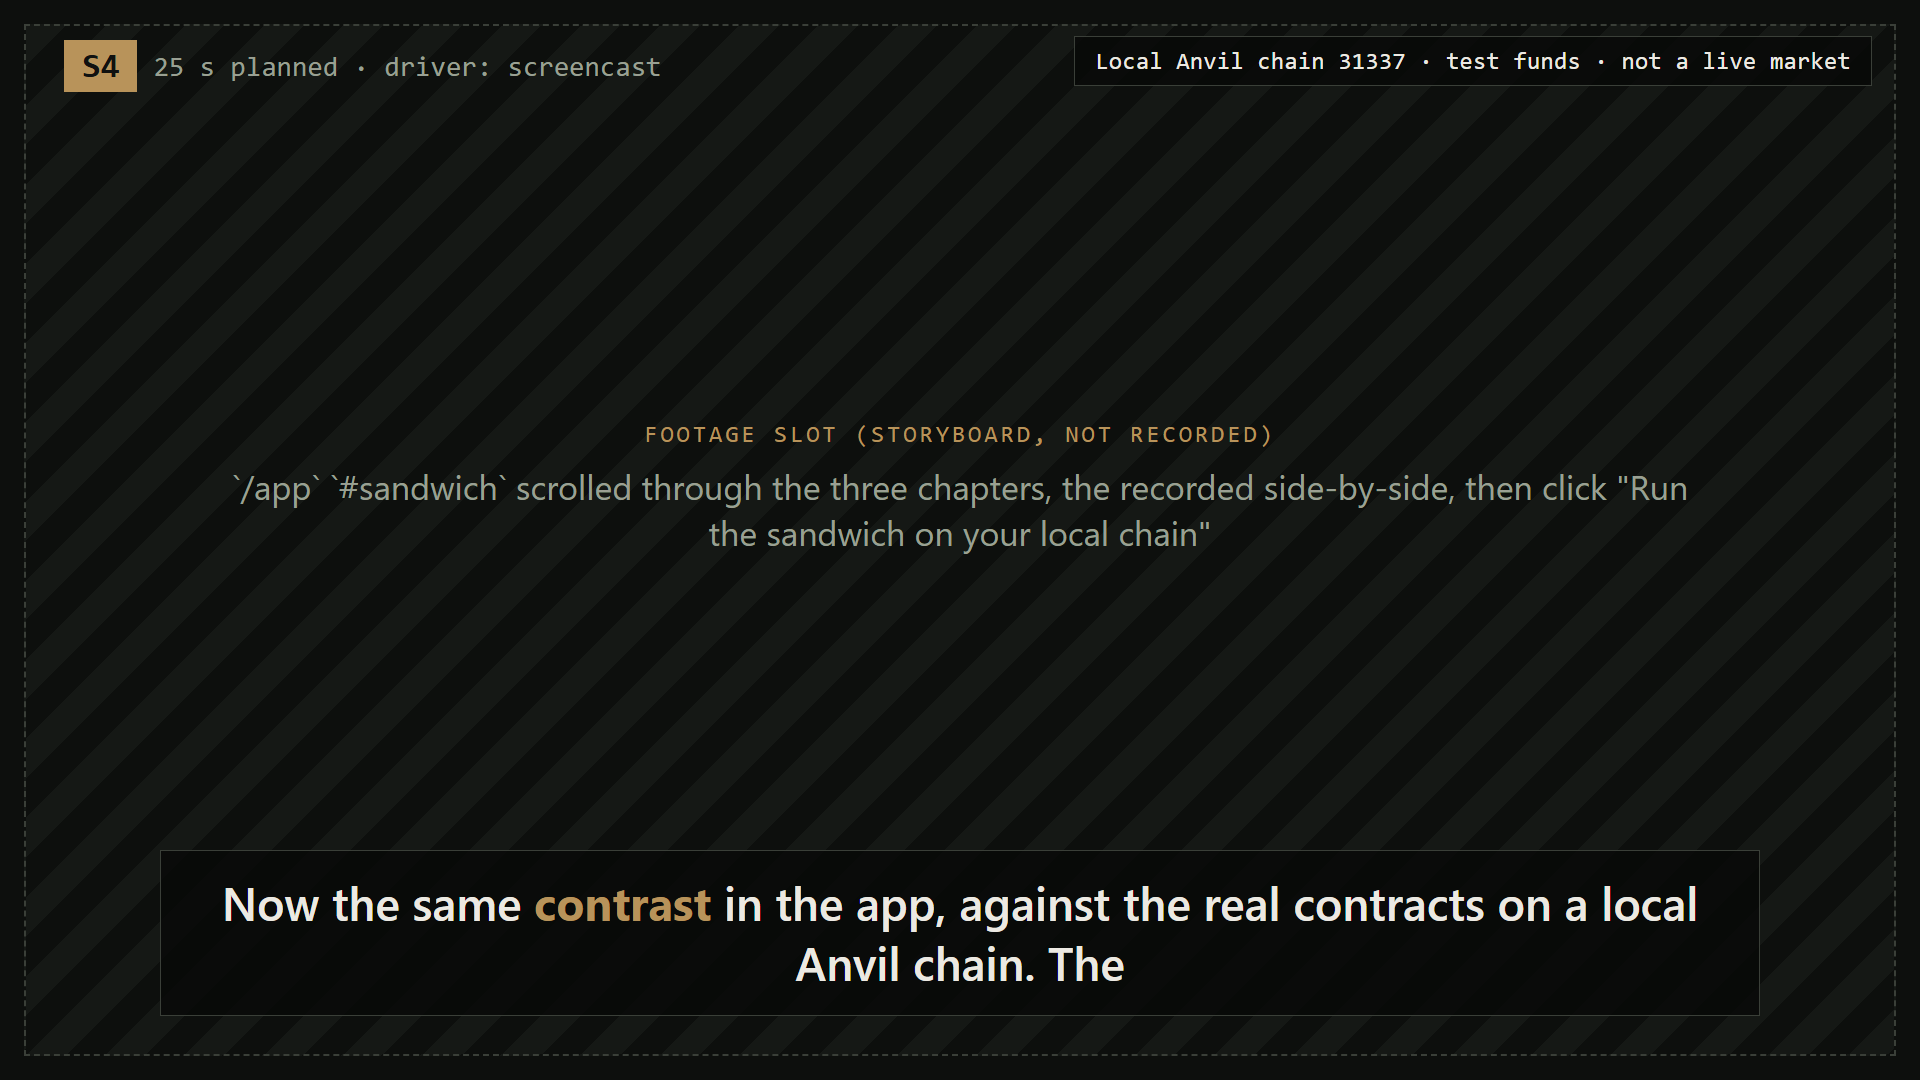 S4 25 s planned · driver: screencast
Local Anvil chain 31337 · test funds · not a live market
FOOTAGE SLOT (STORYBOARD, NOT RECORDED)
`/app` `#sandwich` scrolled through the three chapters, the recorded side-by-side, then click "Run
the sandwich on your local chain"
Now the same contrast in the app, against the real contracts on a local
Anvil chain. The